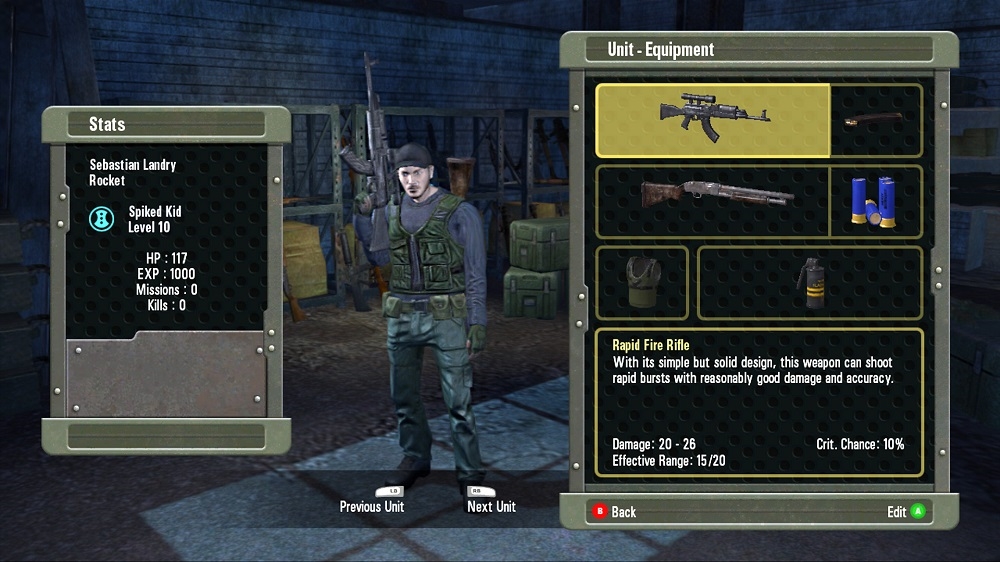 Stats
Sebastian Landry
Rocket
Spiked Kid
Level 10
HP : 117
EXP : 1000
Missions : 0
Kills : 0
Unit - Equipment
Rapid Fire Rifle
With its simple but solid design, this weapon can shoot
rapid bursts with reasonably good damage and accuracy.
Damage: 20 - 26
Crit. Chance: 10%
Effective Range: 15/20
LB
RB
Previous Unit
Next Unit
B Back
Edit A